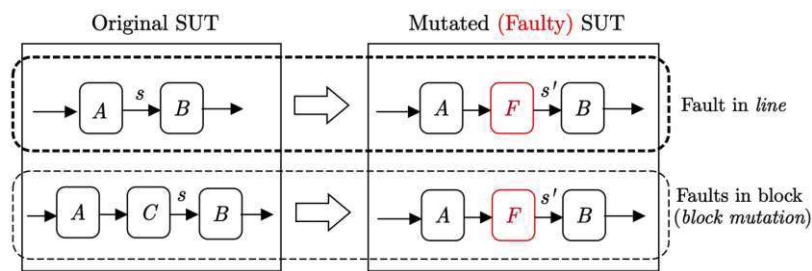 Original SUT
Mutated (Faulty) SUT
A s B
A F s′ B
Fault in line
A C s B
A F s′ B
Faults in block
(block mutation)